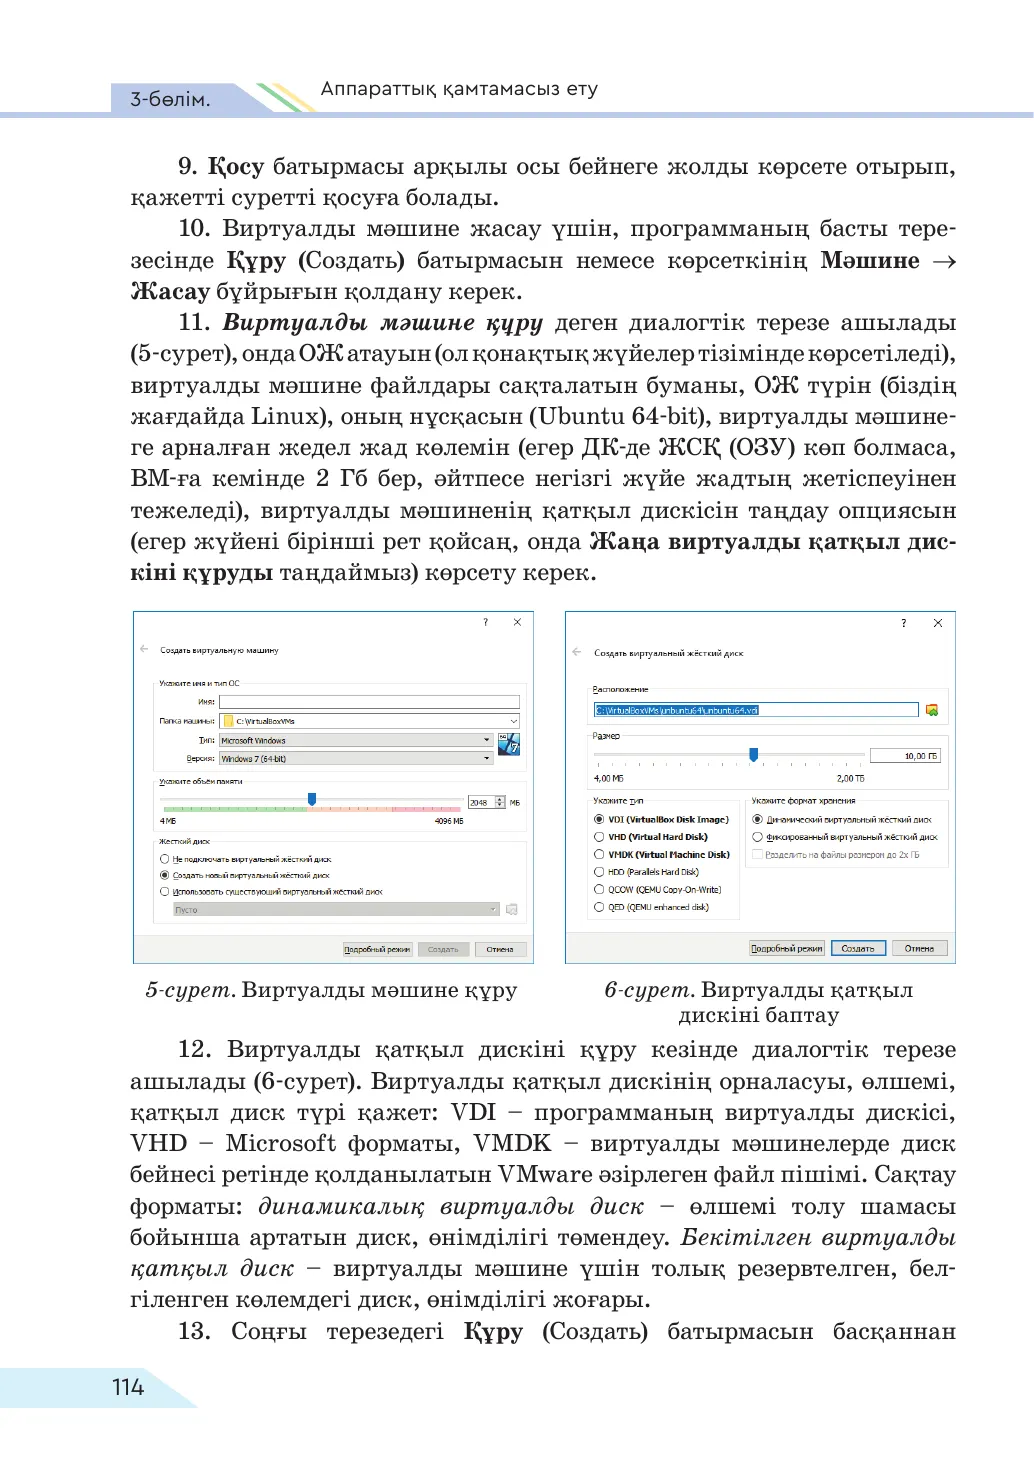 3-бөлім.
Аппараттық қамтамасыз ету
9. Қосу батырмасы арқылы осы бейнеге жолды көрсете отырып,
қажетті суретті қосуға болады.
10. Виртуалды мәшине жасау үшін, программаның басты тере-
зесінде Құру (Создать) батырмасын немесе көрсеткінің Мәшине →
Жасау бұйрығын қолдану керек.
11. Виртуалды мәшине құру деген диалогтік терезе ашылады
(5-сурет), онда ОЖ атауын (ол қонақтық жүйелер тізімінде көрсетіледі),
виртуалды мәшине файлдары сақталатын буманы, ОЖ түрін (біздің
жағдайда Linux), оның нұсқасын (Ubuntu 64-bit), виртуалды мәшине-
ге арналған жедел жад көлемін (егер ДК-де ЖСҚ (ОЗУ) көп болмаса,
ВМ-ға кемінде 2 Гб бер, әйтпесе негізгі жүйе жадтың жетіспеуінен
тежеледі), виртуалды мәшиненің қатқыл дискісін таңдау опциясын
(егер жүйені бірінші рет қойсаң, онда Жаңа виртуалды қатқыл дис-
кіні құруды таңдаймыз) көрсету керек.
? ×
← Создать виртуальную машину
Укажите имя и тип ОС
Имя:
Папка машины: C:\VirtualBoxVMs
Тип: Microsoft Windows
64 7
Версия: Windows 7 (64-bit)
Укажите объём памяти
2048 МБ
4 МБ 4096 МБ
Жесткий диск
Не подключать виртуальный жёсткий диск
Создать новый виртуальный жёсткий диск
Использовать существующий виртуальный жёсткий диск
Пусто
Подробный режим Создать Отмена
? ×
← Создать виртуальный жёсткий диск
Расположение
C:\VirtualBoxVMs\unbuntu64\unbuntu64.vdi
Размер
10,00 ГБ
4,00 МБ 2,00 ТБ
Укажите тип
VDI (VirtualBox Disk Image)
VHD (Virtual Hard Disk)
VMDK (Virtual Machine Disk)
HDD (Parallels Hard Disk)
QCOW (QEMU Copy-On-Write)
QED (QEMU enhanced disk)
Укажите формат хранения
Динамический виртуальный жёсткий диск
Фиксированный виртуальный жёсткий диск
Разделить на файлы размером до 2х ГБ
Подробный режим Создать Отмена
5-сурет. Виртуалды мәшине құру
6-сурет. Виртуалды қатқыл
дискіні баптау
12. Виртуалды қатқыл дискіні құру кезінде диалогтік терезе
ашылады (6-сурет). Виртуалды қатқыл дискінің орналасуы, өлшемі,
қатқыл диск түрі қажет: VDI – программаның виртуалды дискісі,
VHD – Microsoft форматы, VMDK – виртуалды мәшинелерде диск
бейнесі ретінде қолданылатын VMware әзірлеген файл пішімі. Сақтау
форматы: динамикалық виртуалды диск – өлшемі толу шамасы
бойынша артатын диск, өнімділігі төмендеу. Бекітілген виртуалды
қатқыл диск – виртуалды мәшине үшін толық резервтелген, бел-
гіленген көлемдегі диск, өнімділігі жоғары.
13. Соңғы терезедегі Құру (Создать) батырмасын басқаннан
114